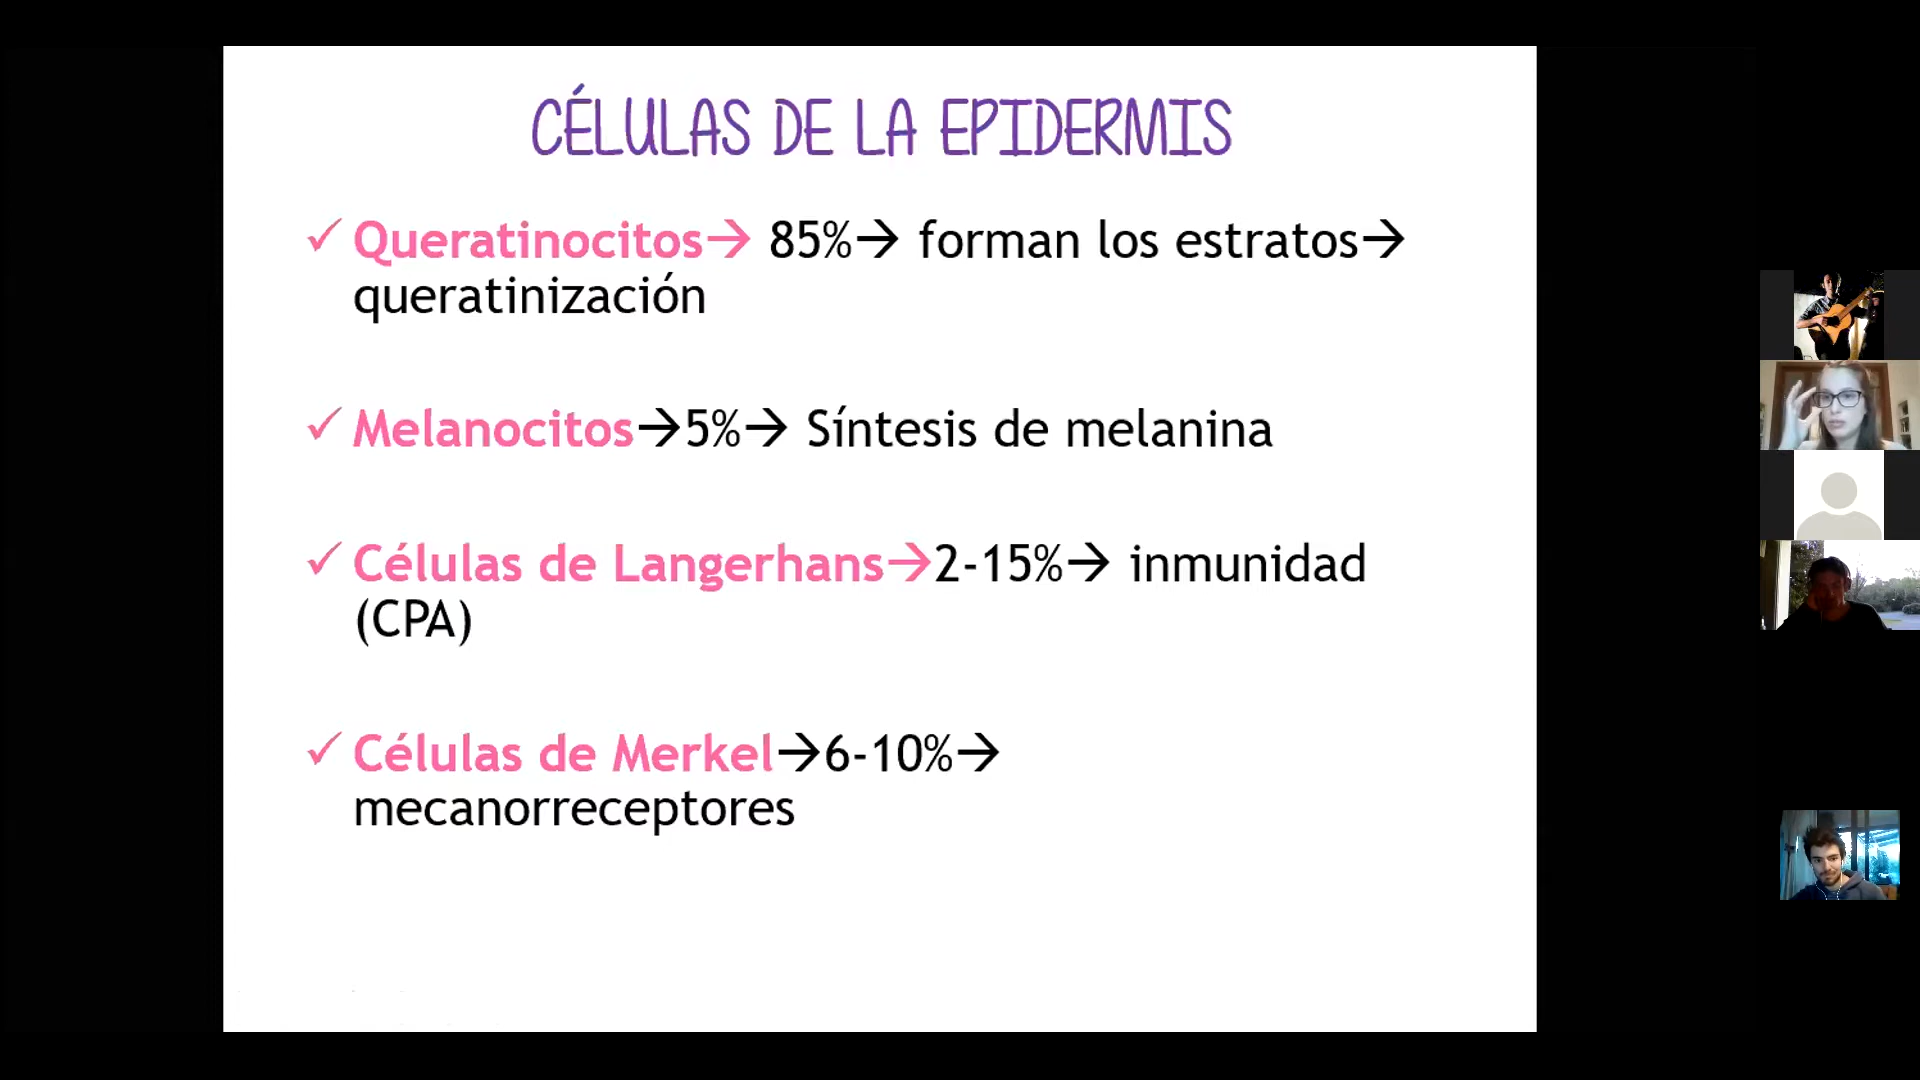 CÉLULAS DE LA EPIDERMIS
✓ Queratinocitos→ 85%→ forman los estratos→
queratinización
✓ Melanocitos→5%→ Síntesis de melanina
✓ Células de Langerhans→2-15%→ inmunidad
(CPA)
✓ Células de Merkel→6-10%→
mecanorreceptores